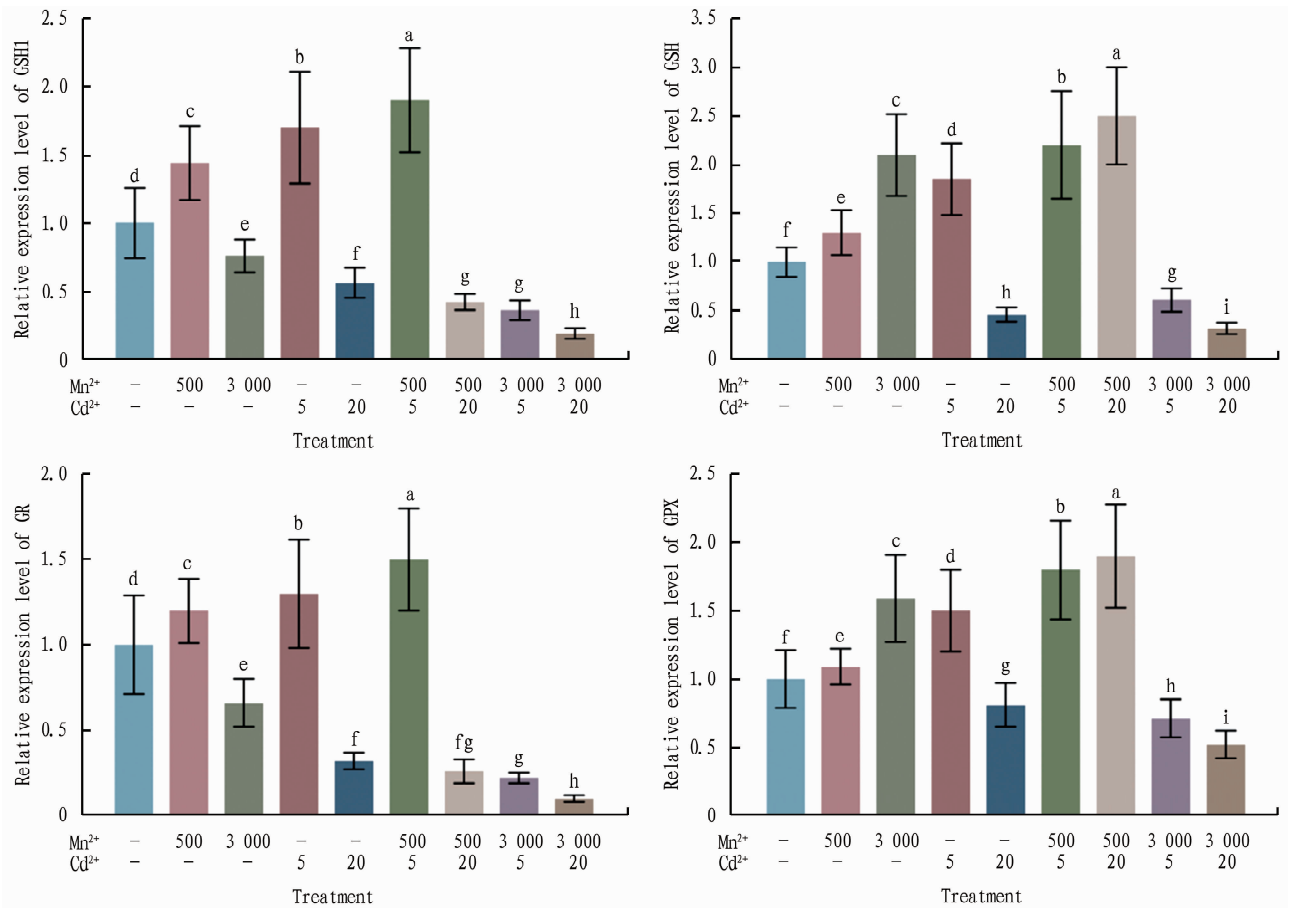 Relative expression level of GSH1
2.5
2.0
1.5
1.0
0.5
0
d
c
e
b
f
a
g
g
h
Mn²⁺ − 500 3 000 − − 500 500 3 000 3 000
Cd²⁺ − − − 5 20 5 20 5 20
Treatment
Relative expression level of GSH
3.5
3.0
2.5
2.0
1.5
1.0
0.5
0
f
e
c
d
h
b
a
g
i
Mn²⁺ − 500 3 000 − − 500 500 3 000 3 000
Cd²⁺ − − − 5 20 5 20 5 20
Treatment
Relative expression level of GR
2.0
1.5
1.0
0.5
0
d
c
e
b
f
a
fg
g
h
Mn²⁺ − 500 3 000 − − 500 500 3 000 3 000
Cd²⁺ − − − 5 20 5 20 5 20
Treatment
Relative expression level of GPX
2.5
2.0
1.5
1.0
0.5
0
f
e
c
d
g
b
a
h
i
Mn²⁺ − 500 3 000 − − 500 500 3 000 3 000
Cd²⁺ − − − 5 20 5 20 5 20
Treatment